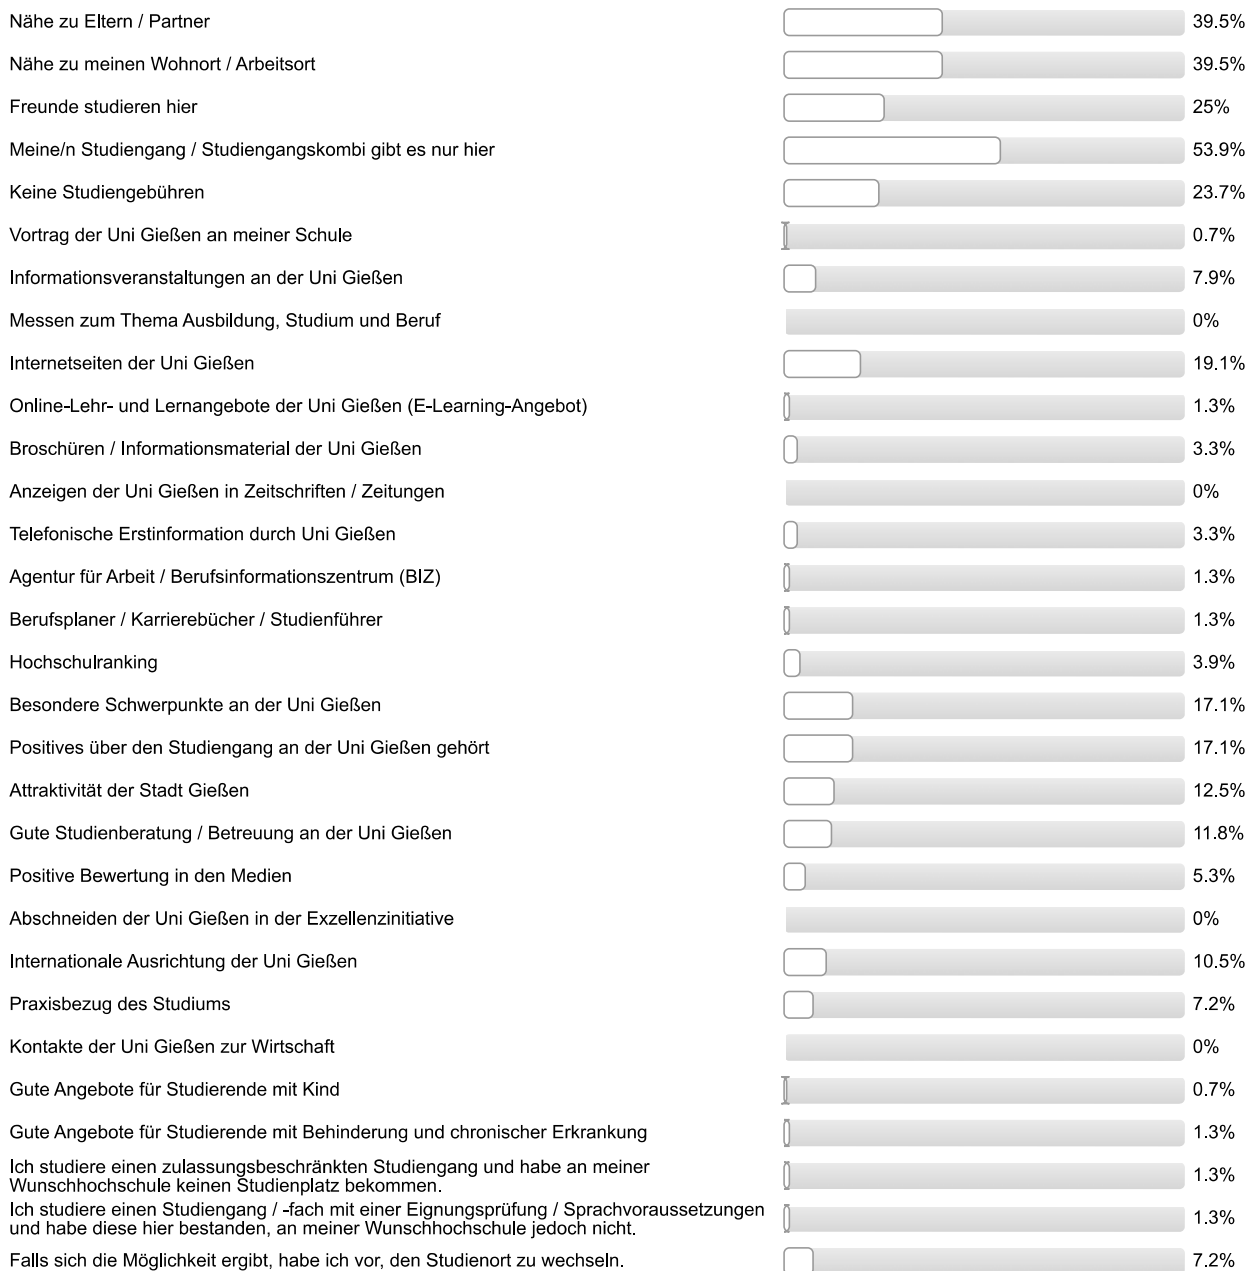 Nähe zu Eltern / Partner 39.5%
Nähe zu meinen Wohnort / Arbeitsort 39.5%
Freunde studieren hier 25%
Meine/n Studiengang / Studiengangskombi gibt es nur hier 53.9%
Keine Studiengebühren 23.7%
Vortrag der Uni Gießen an meiner Schule 0.7%
Informationsveranstaltungen an der Uni Gießen 7.9%
Messen zum Thema Ausbildung, Studium und Beruf 0%
Internetseiten der Uni Gießen 19.1%
Online-Lehr- und Lernangebote der Uni Gießen (E-Learning-Angebot) 1.3%
Broschüren / Informationsmaterial der Uni Gießen 3.3%
Anzeigen der Uni Gießen in Zeitschriften / Zeitungen 0%
Telefonische Erstinformation durch Uni Gießen 3.3%
Agentur für Arbeit / Berufsinformationszentrum (BIZ) 1.3%
Berufsplaner / Karrierebücher / Studienführer 1.3%
Hochschulranking 3.9%
Besondere Schwerpunkte an der Uni Gießen 17.1%
Positives über den Studiengang an der Uni Gießen gehört 17.1%
Attraktivität der Stadt Gießen 12.5%
Gute Studienberatung / Betreuung an der Uni Gießen 11.8%
Positive Bewertung in den Medien 5.3%
Abschneiden der Uni Gießen in der Exzellenzinitiative 0%
Internationale Ausrichtung der Uni Gießen 10.5%
Praxisbezug des Studiums 7.2%
Kontakte der Uni Gießen zur Wirtschaft 0%
Gute Angebote für Studierende mit Kind 0.7%
Gute Angebote für Studierende mit Behinderung und chronischer Erkrankung 1.3%
Ich studiere einen zulassungsbeschränkten Studiengang und habe an meiner
Wunschhochschule keinen Studienplatz bekommen. 1.3%
Ich studiere einen Studiengang / -fach mit einer Eignungsprüfung / Sprachvoraussetzungen
und habe diese hier bestanden, an meiner Wunschhochschule jedoch nicht. 1.3%
Falls sich die Möglichkeit ergibt, habe ich vor, den Studienort zu wechseln. 7.2%